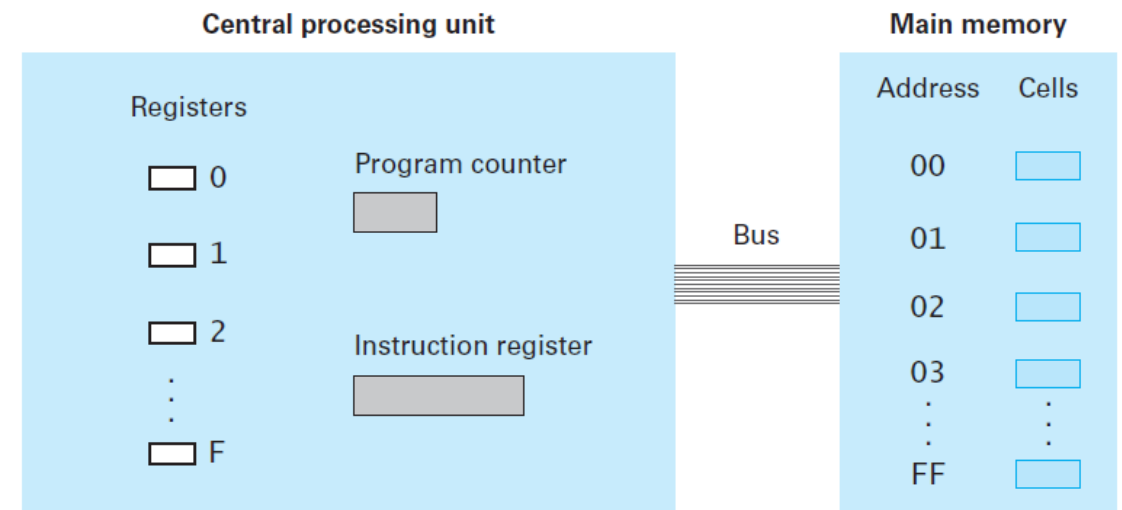 Central processing unit
Registers
0
1
2
F
Program counter
Instruction register
Bus
Main memory
Address Cells
00
01
02
03
FF